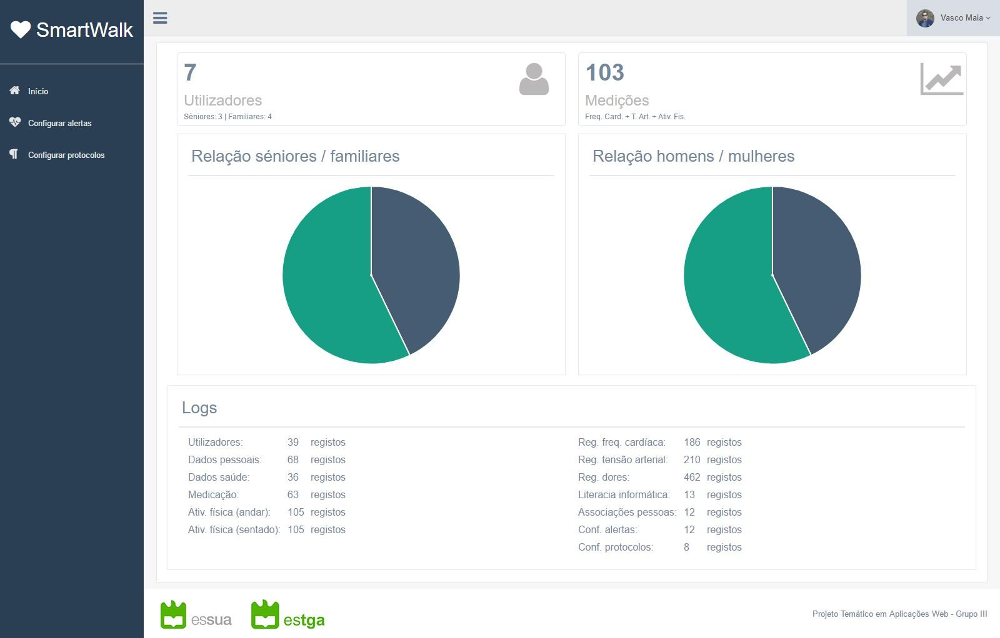 SmartWalk
Vasco Maia
Início
Configurar alertas
Configurar protocolos
7
Utilizadores
Séniores: 3 | Familiares: 4
103
Medições
Freq. Card. + T. Art. + Ativ. Fis.
Relação séniores / familiares
Relação homens / mulheres
Logs
Utilizadores: 39 registos
Dados pessoais: 68 registos
Dados saúde: 36 registos
Medicação: 63 registos
Ativ. física (andar): 105 registos
Ativ. física (sentado): 105 registos
Reg. freq. cardíaca: 186 registos
Reg. tensão arterial: 210 registos
Reg. dores: 462 registos
Literacia informática: 13 registos
Associações pessoas: 12 registos
Conf. alertas: 12 registos
Conf. protocolos: 8 registos
essua
estga
Projeto Temático em Aplicações Web - Grupo III